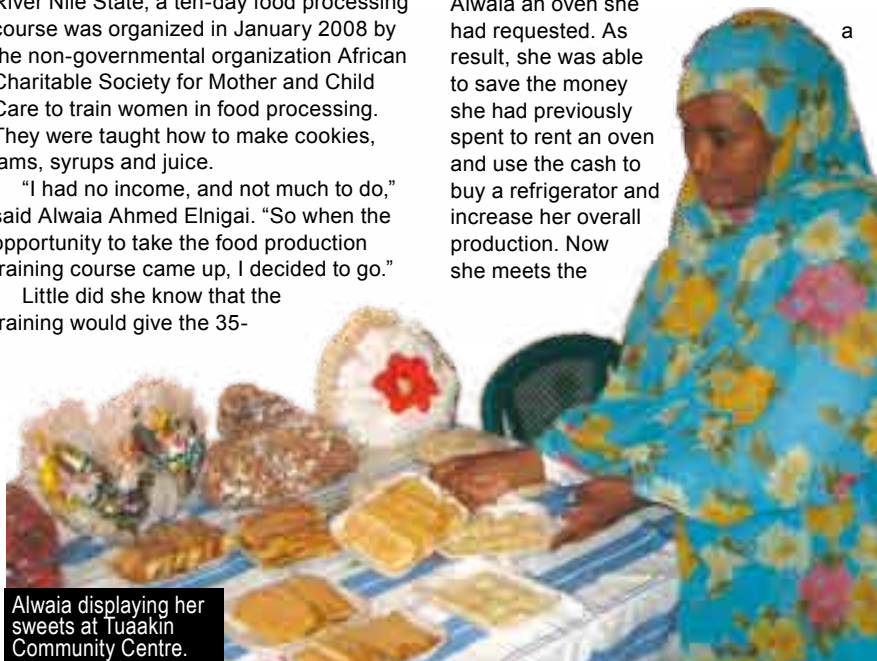 River Nile State, a ten-day food processing
course was organized in January 2008 by
he non-governmental organization African
Charitable Society for Mother and Child
Care to train women in food processing.
They were taught how to make cookies,
ams, syrups and juice.
“I had no income, and not much to do,”
said Alwaia Ahmed Elnigai. “So when the
opportunity to take the food production
raining course came up, I decided to go.”
Little did she know that the
raining would give the 35-
Alwaia an oven she
had requested. As a
result, she was able
to save the money
she had previously
spent to rent an oven
and use the cash to
buy a refrigerator and
increase her overall
production. Now
she meets the
Alwaia displaying her
sweets at Tuaakin
Community Centre.